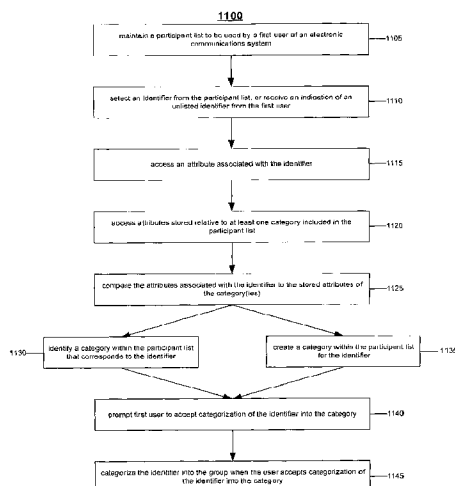 1100
maintain a participant list to be used by a first user of an electronic
communications system
1105
select an identifier from the participant list, or receive an indication of an
unlisted identifier from the first user
1110
access an attribute associated with the identifier
1115
access attributes stored relative to at least one category included in the
participant list
1120
compare the attributes associated with the identifier to the stored attributes of
the category(ies)
1125
1130
identify a category within the participant list
that corresponds to the identifier
create a category within the participant list
for the identifier
1135
prompt first user to accept categorization of the identifier into the category
1140
categorize the identifier into the group when the user accepts categorization of
the identifier into the category
1145